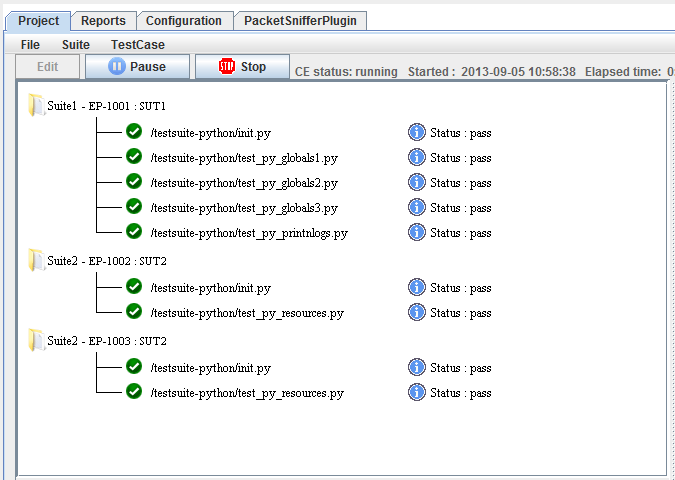 Project Reports Configuration PacketSnifferPlugin
File Suite TestCase
Edit Pause STOP Stop CE status: running Started : 2013-09-05 10:58:38 Elapsed time:
Suite1 - EP-1001 : SUT1
/testsuite-python/init.py Status : pass
/testsuite-python/test_py_globals1.py Status : pass
/testsuite-python/test_py_globals2.py Status : pass
/testsuite-python/test_py_globals3.py Status : pass
/testsuite-python/test_py_printnlogs.py Status : pass
Suite2 - EP-1002 : SUT2
/testsuite-python/init.py Status : pass
/testsuite-python/test_py_resources.py Status : pass
Suite2 - EP-1003 : SUT2
/testsuite-python/init.py Status : pass
/testsuite-python/test_py_resources.py Status : pass